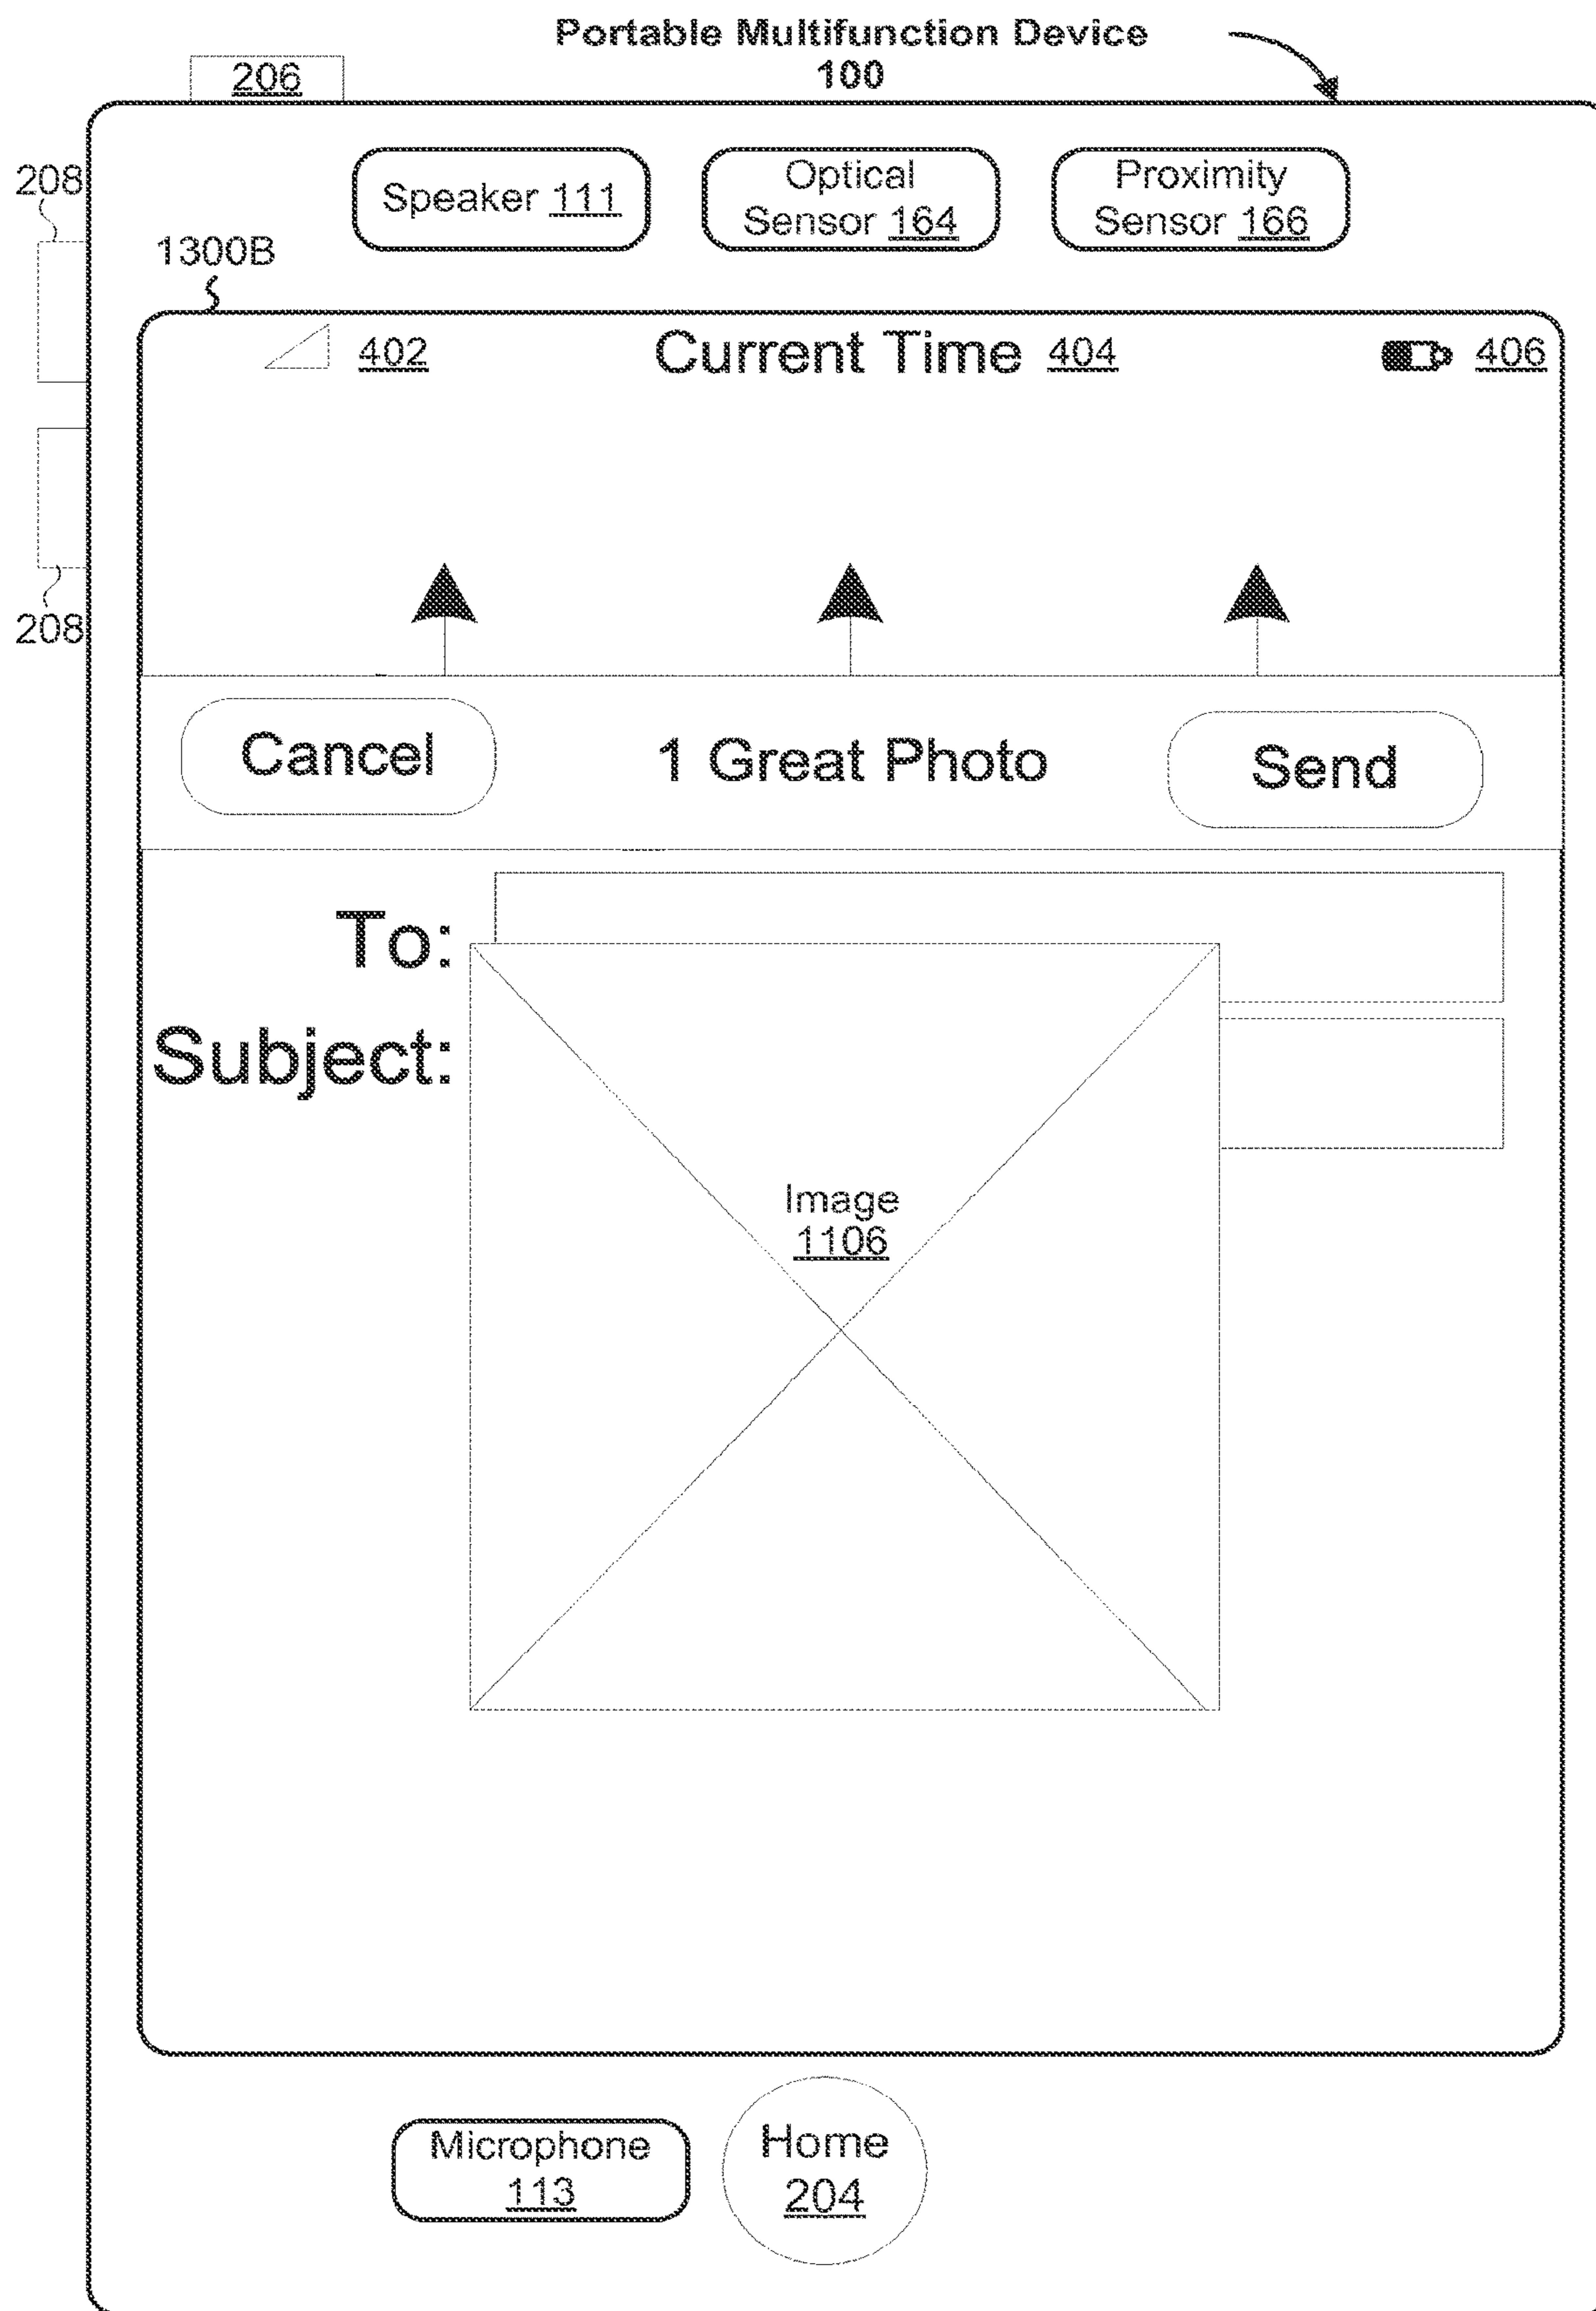 Portable Multifunction Device
100
206
208
Speaker 111
Optical
Sensor 164
Proximity
Sensor 166
1300B
402
Current Time 404
406
208
Cancel
1 Great Photo
Send
To:
Subject:
Image
1106
Microphone
113
Home
204